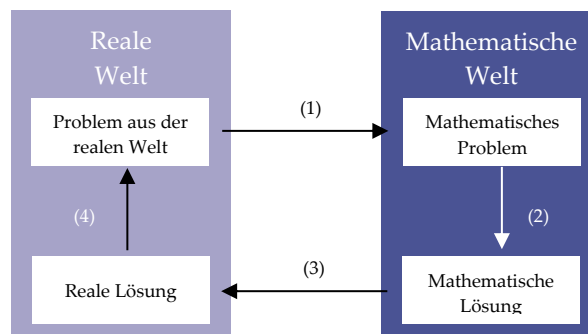 Reale
Welt
Mathematische
Welt
Problem aus der
realen Welt
(1)
Mathematisches
Problem
(4)
(2)
Reale Lösung
(3)
Mathematische
Lösung